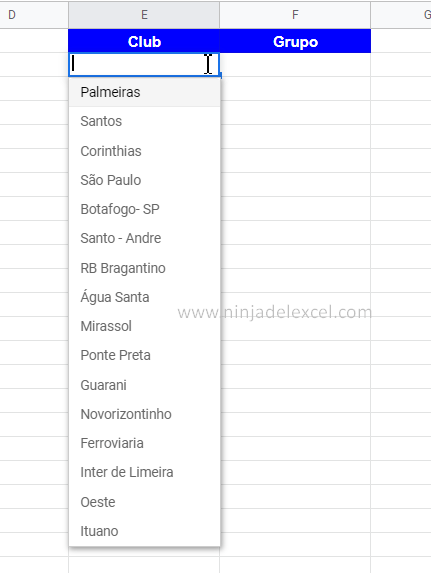 D E F G
Club Grupo
Palmeiras
Santos
Corinthias
São Paulo
Botafogo- SP
Santo - Andre
RB Bragantino
Água Santa
www.ninjadelexcel.com
Mirassol
Ponte Preta
Guarani
Novorizontinho
Ferroviaria
Inter de Limeira
Oeste
Ituano